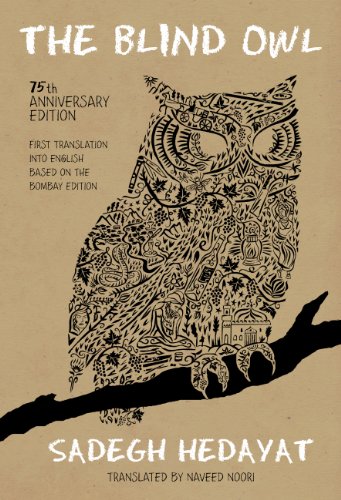 THE BLIND OWL
75th
ANNIVERSARY
EDITION
FIRST TRANSLATION
INTO ENGLISH
BASED ON THE
BOMBAY EDITION
SADEGH HEDAYAT
TRANSLATED BY NAVEED NOORI